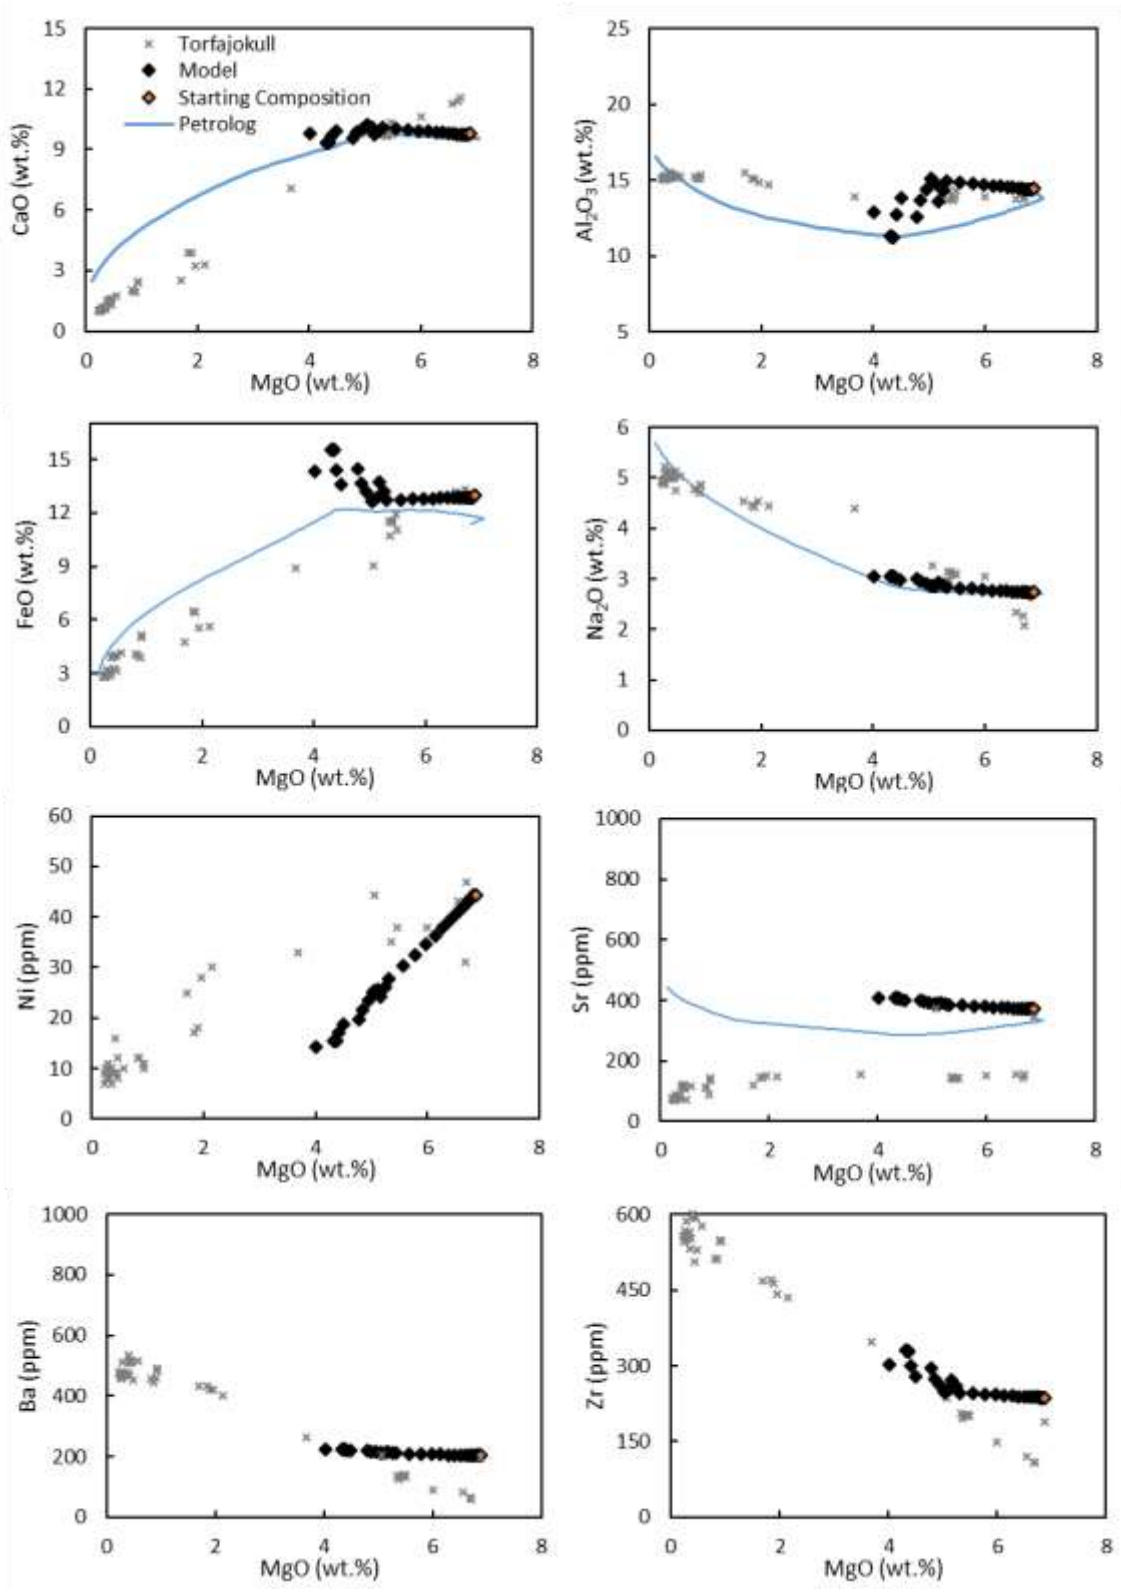 15
12
9
6
3
0
CaO (wt.%)
Torfajokull
Model
Starting Composition
Petrolog
0 2 4 6 8
MgO (wt.%)
25
20
15
10
5
Al₂O₃ (wt.%)
0 2 4 6 8
MgO (wt.%)
15
12
9
6
3
0
FeO (wt.%)
0 2 4 6 8
MgO (wt.%)
6
5
4
3
2
1
0
Na₂O (wt.%)
0 2 4 6 8
MgO (wt.%)
60
50
40
30
20
10
0
Ni (ppm)
0 2 4 6 8
MgO (wt.%)
1000
800
600
400
200
0
Sr (ppm)
0 2 4 6 8
MgO (wt.%)
1000
800
600
400
200
0
Ba (ppm)
0 2 4 6 8
MgO (wt.%)
600
450
300
150
0
Zr (ppm)
0 2 4 6 8
MgO (wt.%)